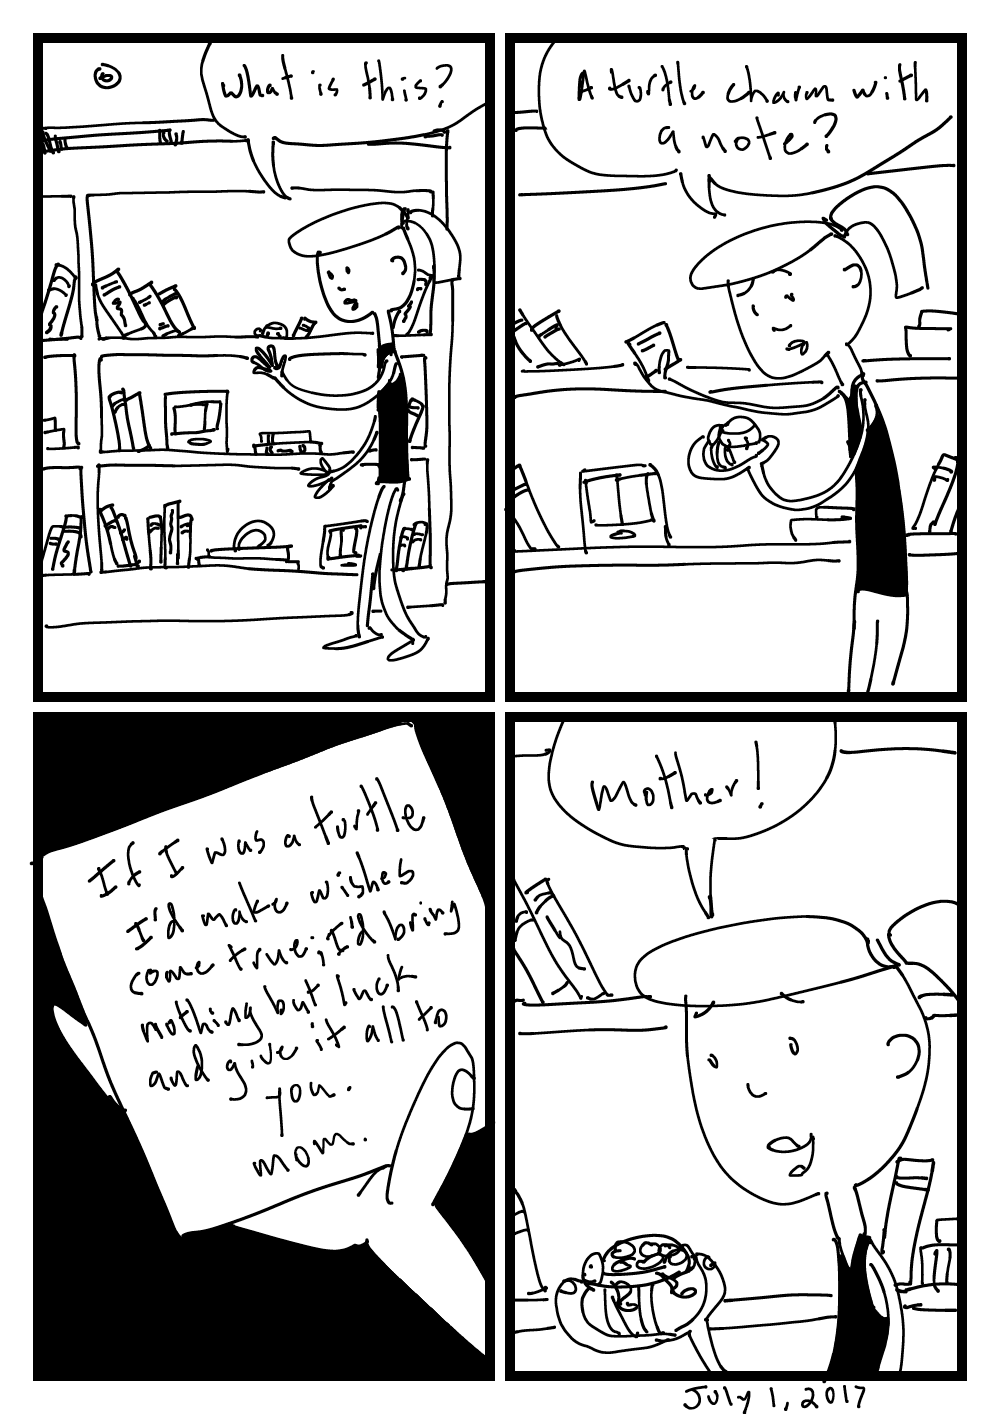 What is this?
A turtle charm with
a note?
If I was a turtle
I'd make wishes
come true; I'd bring
nothing but luck
and give it all to
you.
mom.
Mother!
July 1, 2017